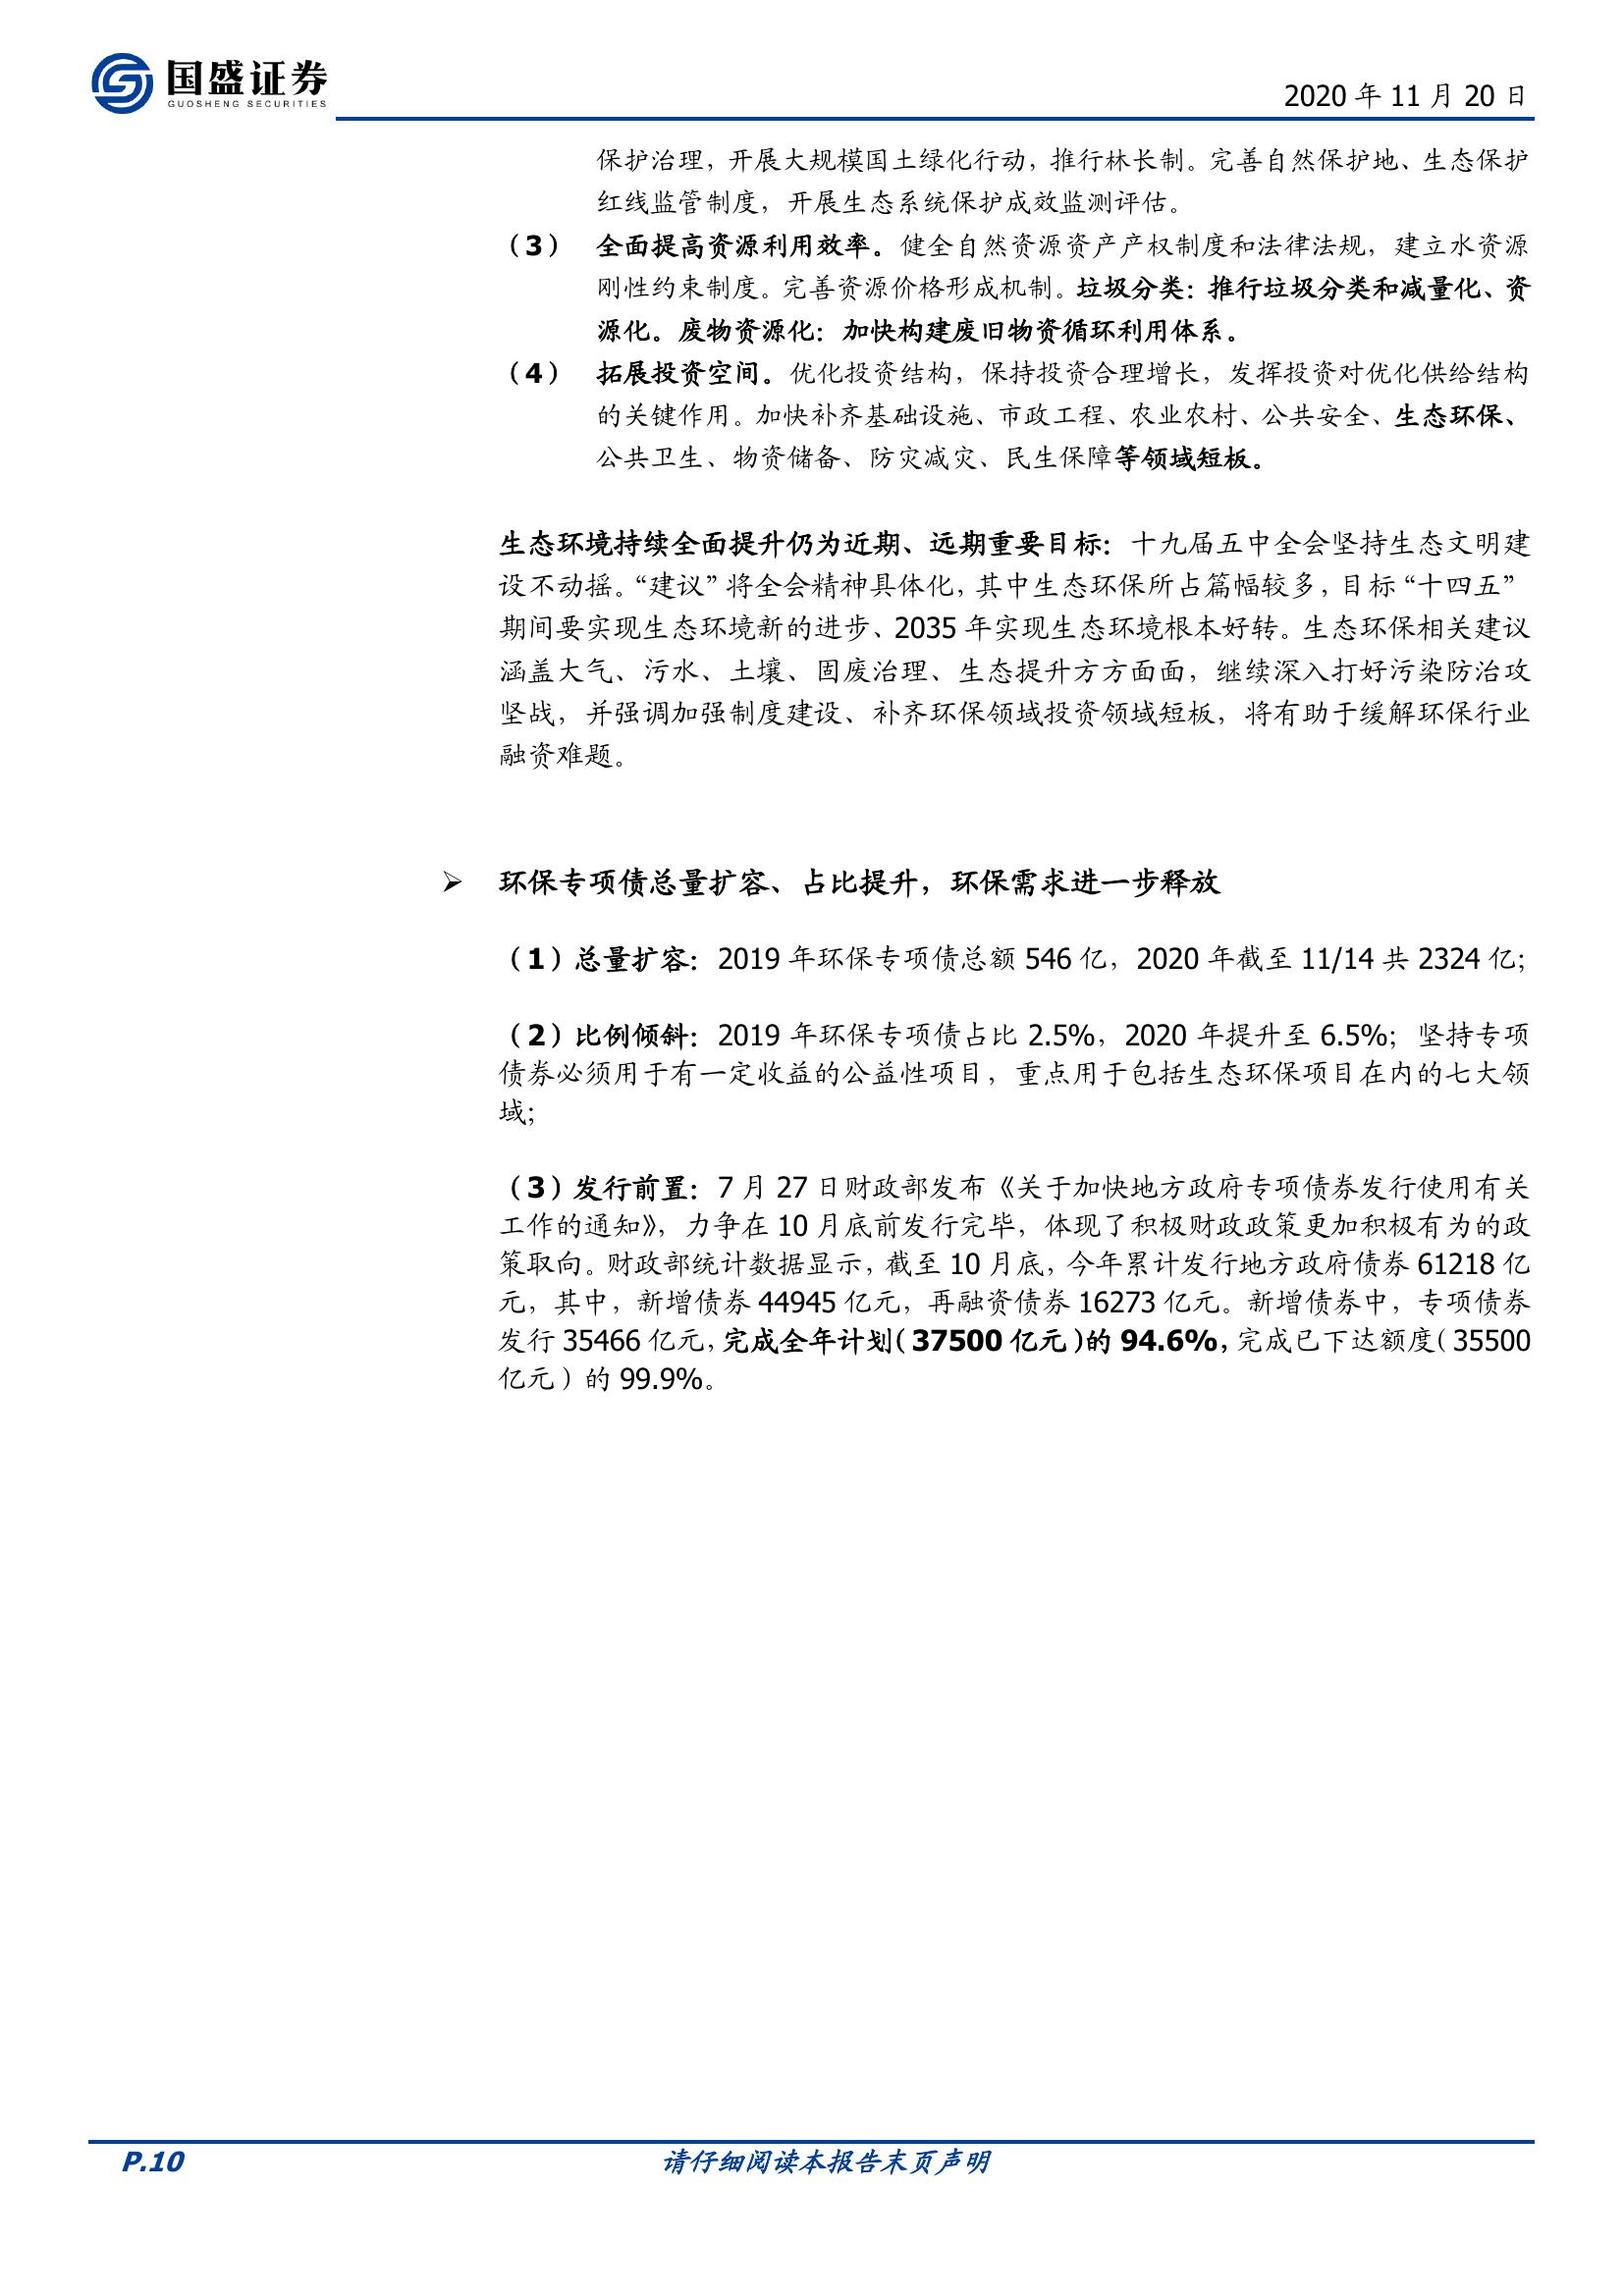 国盛证券
GUOSHENG SECURITIES
2020 年 11 月 20 日
保护治理，开展大规模国土绿化行动，推行林长制。完善自然保护地、生态保护
红线监管制度，开展生态系统保护成效监测评估。
（3） 全面提高资源利用效率。健全自然资源资产产权制度和法律法规，建立水资源
刚性约束制度。完善资源价格形成机制。垃圾分类：推行垃圾分类和减量化、资
源化。废物资源化：加快构建废旧物资循环利用体系。
（4） 拓展投资空间。优化投资结构，保持投资合理增长，发挥投资对优化供给结构
的关键作用。加快补齐基础设施、市政工程、农业农村、公共安全、生态环保、
公共卫生、物资储备、防灾减灾、民生保障等领域短板。
生态环境持续全面提升仍为近期、远期重要目标：十九届五中全会坚持生态文明建
设不动摇。“建议”将全会精神具体化，其中生态环保所占篇幅较多，目标“十四五”
期间要实现生态环境新的进步、2035 年实现生态环境根本好转。生态环保相关建议
涵盖大气、污水、土壤、固废治理、生态提升方方面面，继续深入打好污染防治攻
坚战，并强调加强制度建设、补齐环保领域投资领域短板，将有助于缓解环保行业
融资难题。
➢ 环保专项债总量扩容、占比提升，环保需求进一步释放
（1）总量扩容：2019 年环保专项债总额 546 亿，2020 年截至 11/14 共 2324 亿；
（2）比例倾斜：2019 年环保专项债占比 2.5%，2020 年提升至 6.5%；坚持专项
债券必须用于有一定收益的公益性项目，重点用于包括生态环保项目在内的七大领
域；
（3）发行前置：7 月 27 日财政部发布《关于加快地方政府专项债券发行使用有关
工作的通知》，力争在 10 月底前发行完毕，体现了积极财政政策更加积极有为的政
策取向。财政部统计数据显示，截至 10 月底，今年累计发行地方政府债券 61218 亿
元，其中，新增债券 44945 亿元，再融资债券 16273 亿元。新增债券中，专项债券
发行 35466 亿元，完成全年计划（37500 亿元）的 94.6%，完成已下达额度（35500
亿元）的 99.9%。
P.10
请仔细阅读本报告末页声明